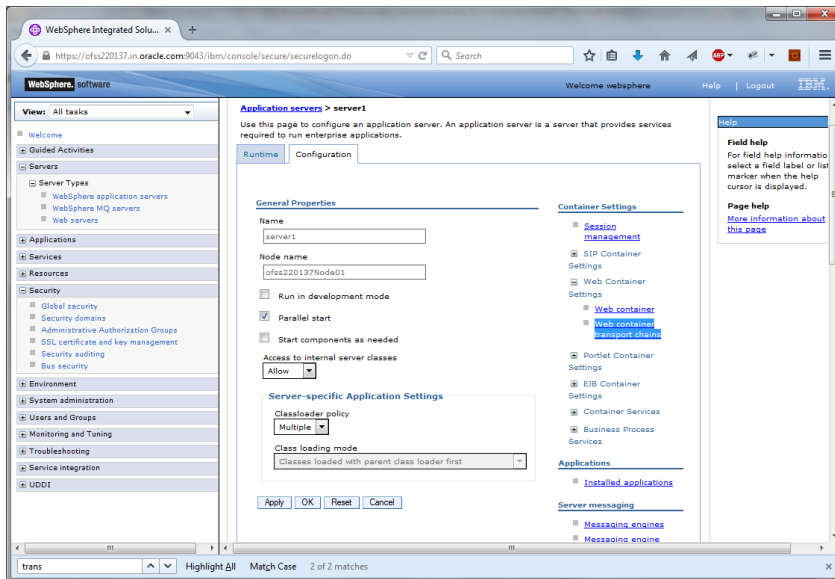 WebSphere Integrated Solu...
https://ofss220137.in.oracle.com:9043/ibm/console/secure/securelogon.do
Search
ABP
WebSphere. software
Welcome websphere
Help | Logout
IBM.
View: All tasks
Welcome
Guided Activities
Servers
Server Types
WebSphere application servers
WebSphere MQ servers
Web servers
Applications
Services
Resources
Security
Global security
Security domains
Administrative Authorization Groups
SSL certificate and key management
Security auditing
Bus security
Environment
System administration
Users and Groups
Monitoring and Tuning
Troubleshooting
Service integration
UDDI
Application servers > server1
Use this page to configure an application server. An application server is a server that provides services
required to run enterprise applications.
Runtime
Configuration
General Properties
Name
server1
Node name
ofss220137Node01
Run in development mode
Parallel start
Start components as needed
Access to internal server classes
Allow
Server-specific Application Settings
Classloader policy
Multiple
Class loading mode
Classes loaded with parent class loader first
Apply OK Reset Cancel
Container Settings
Session
management
SIP Container
Settings
Web Container
Settings
Web container
Web container
transport chains
Portlet Container
Settings
EJB Container
Settings
Container Services
Business Process
Services
Applications
Installed applications
Server messaging
Messaging engines
Messaging engine
Help
Field help
For field help informatio
select a field label or list
marker when the help
cursor is displayed.
Page help
More information about
this page
trans
Highlight All
Match Case
2 of 2 matches